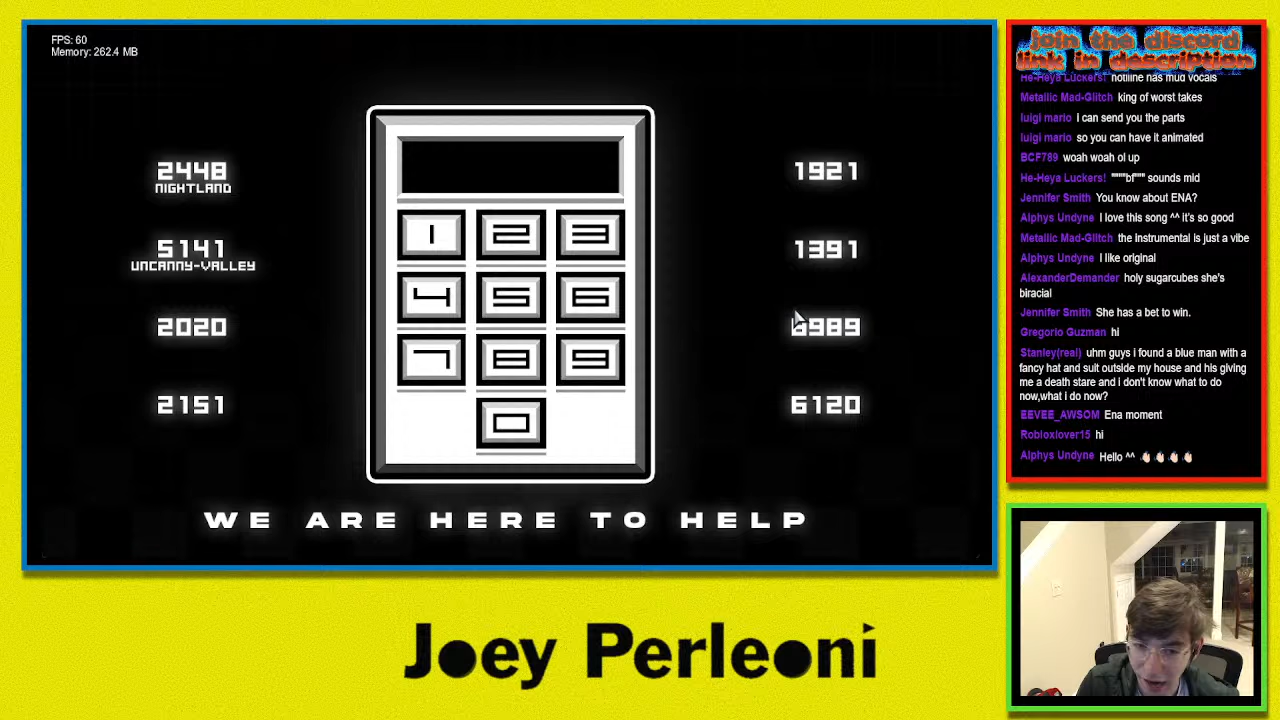 FPS: 60
Memory: 262.4 MB
2448
NIGHTLAND
5141
UNCANNY-VALLEY
2020
2151
1 2 3
4 5 6
7 8 9
0
1921
1391
6989
6120
WE ARE HERE TO HELP
Joey Perleoni
join the discord
link in description
He-Heya Luckers! hotline has mud vocals
Metallic Mad-Glitch king of worst takes
luigi mario I can send you the parts
luigi mario so you can have it animated
BCF789 woah woah ol up
He-Heya Luckers! """"bf"""" sounds mid
Jennifer Smith You know about ENA?
Alphys Undyne I love this song ^^ it's so good
Metallic Mad-Glitch the instrumental is just a vibe
Alphys Undyne I like original
AlexanderDemander holy sugarcubes she's
biracial
Jennifer Smith She has a bet to win.
Gregorio Guzman hi
Stanley(real) uhm guys i found a blue man with a
fancy hat and suit outside my house and his giving
me a death stare and i don't know what to do
now,what i do now?
EEVEE_AWSOM Ena moment
Robloxlover15 hi
Alphys Undyne Hello ^^ 👏🏻👏🏻👏🏻👏🏻